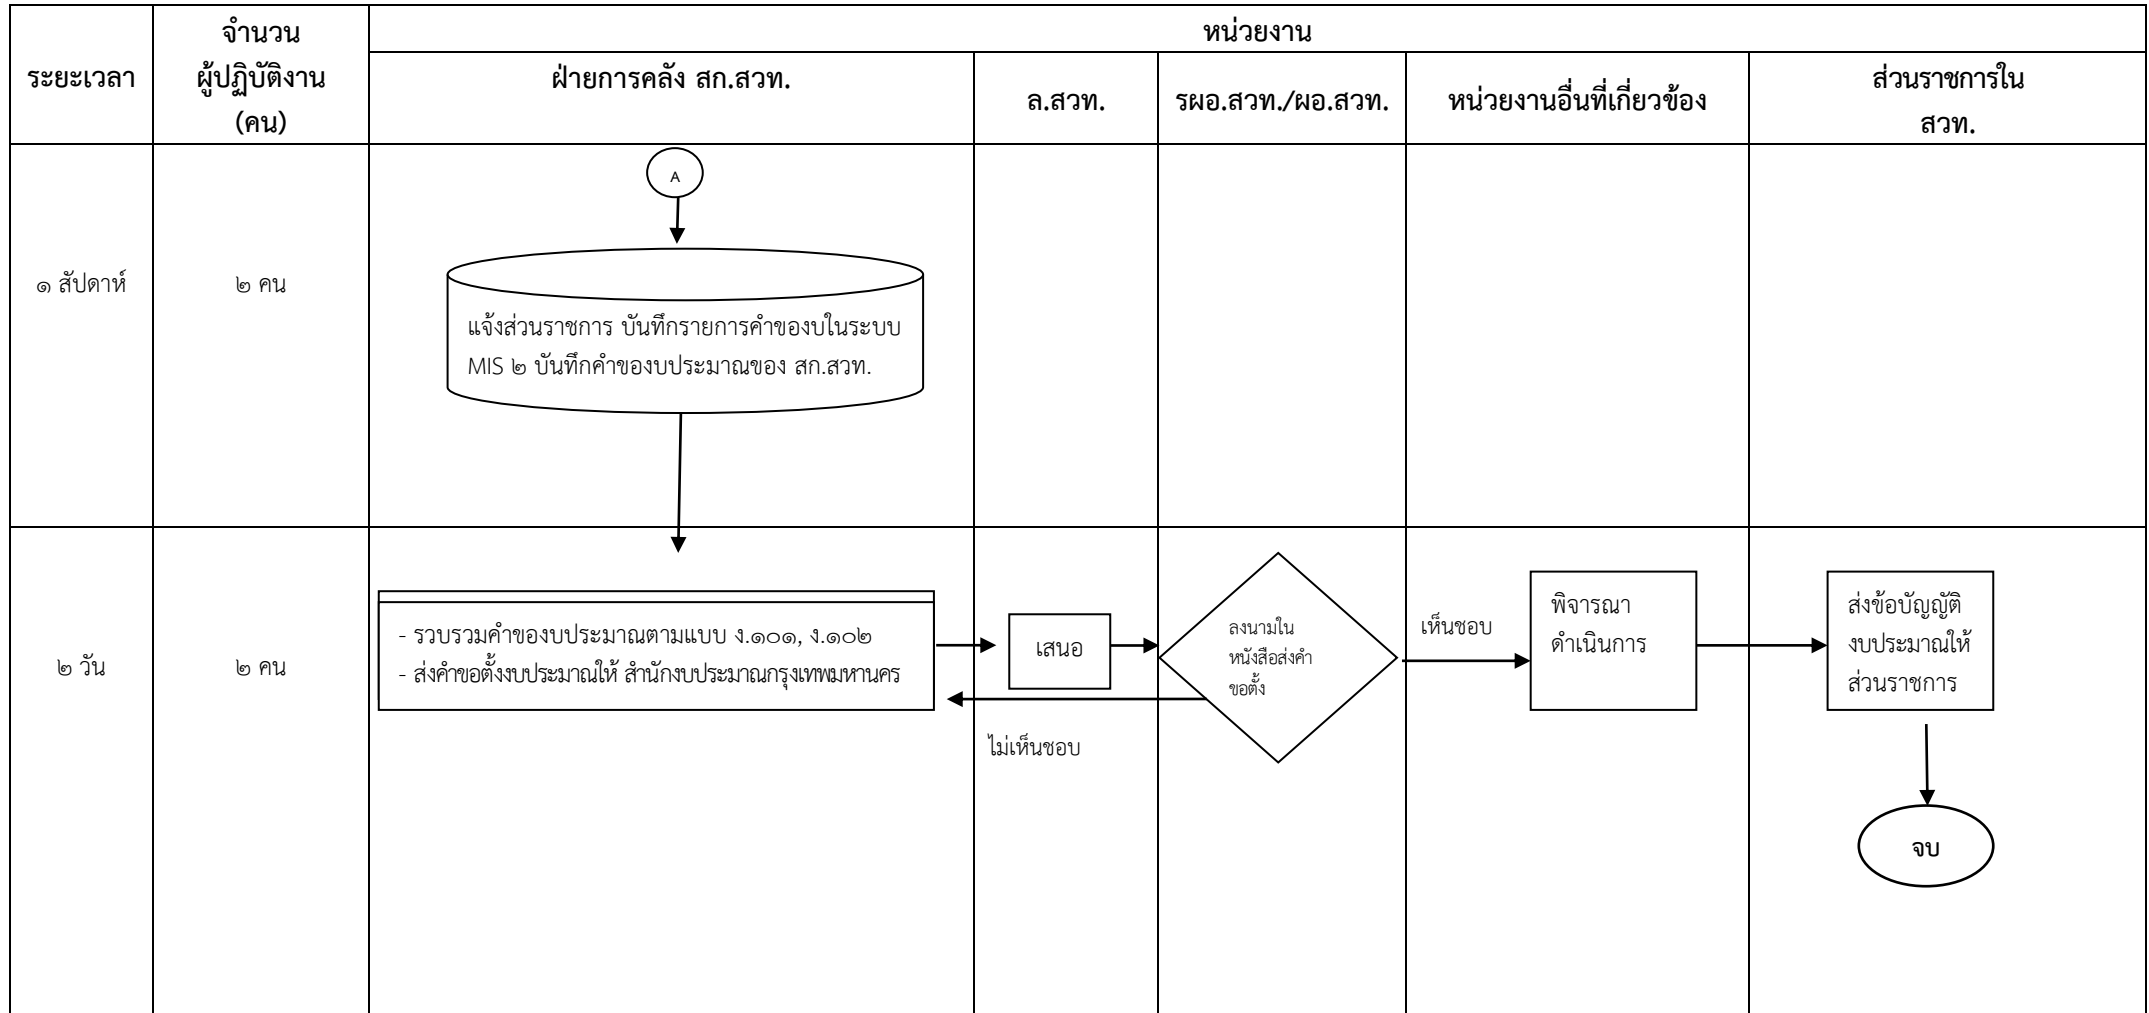 ระยะเวลา
จำนวน
ผู้ปฏิบัติงาน
(คน)
หน่วยงาน
ฝ่ายการคลัง สก.สวท.
ล.สวท.
รผอ.สวท./ผอ.สวท.
หน่วยงานอื่นที่เกี่ยวข้อง
ส่วนราชการใน
สวท.
A
๑ สัปดาห์
๒ คน
แจ้งส่วนราชการ บันทึกรายการคำของบในระบบ
MIS ๒ บันทึกคำของบประมาณของ สก.สวท.
๒ วัน
๒ คน
- รวบรวมคำของบประมาณตามแบบ ง.๑๐๑, ง.๑๐๒
- ส่งคำขอตั้งงบประมาณให้ สำนักงบประมาณกรุงเทพมหานคร
เสนอ
ไม่เห็นชอบ
ลงนามใน
หนังสือส่งคำ
ขอตั้ง
เห็นชอบ
พิจารณา
ดำเนินการ
ส่งข้อบัญญัติ
งบประมาณให้
ส่วนราชการ
จบ